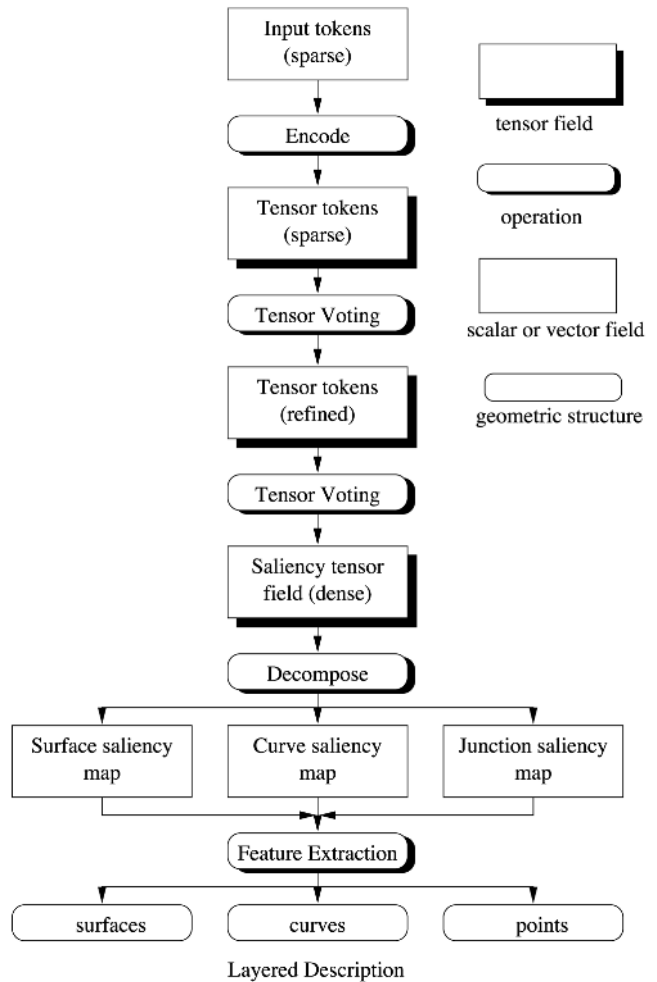 Input tokens
(sparse)
Encode
Tensor tokens
(sparse)
Tensor Voting
Tensor tokens
(refined)
Tensor Voting
Saliency tensor
field (dense)
Decompose
Surface saliency
map
Curve saliency
map
Junction saliency
map
Feature Extraction
surfaces
curves
points
Layered Description
tensor field
operation
scalar or vector field
geometric structure